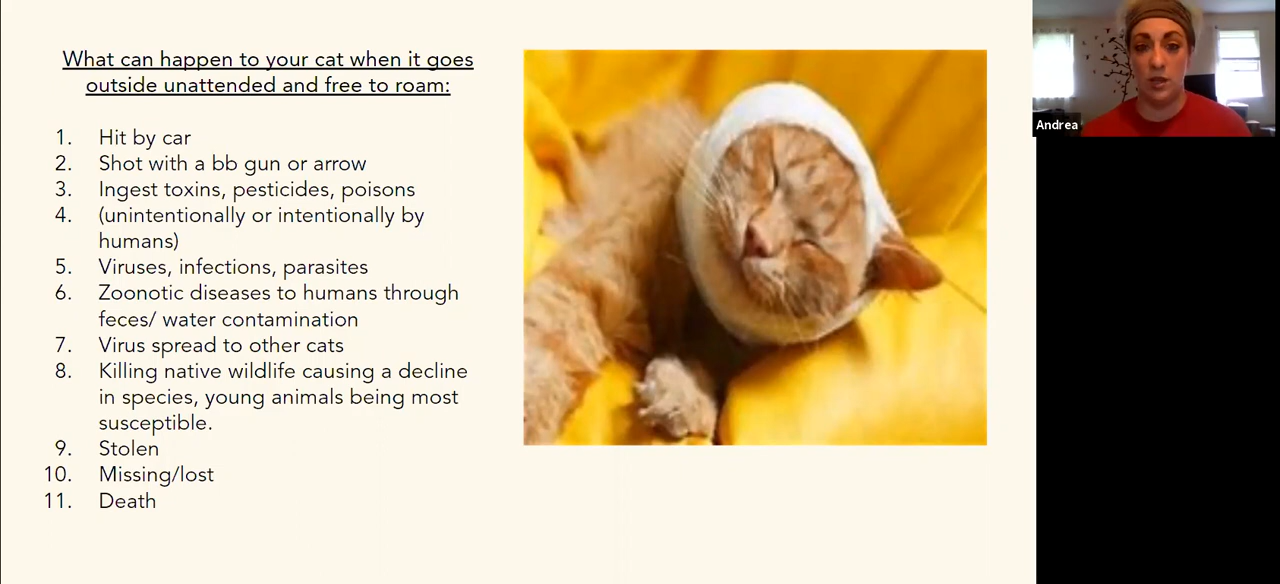 What can happen to your cat when it goes
outside unattended and free to roam:
1. Hit by car
2. Shot with a bb gun or arrow
3. Ingest toxins, pesticides, poisons
4. (unintentionally or intentionally by
humans)
5. Viruses, infections, parasites
6. Zoonotic diseases to humans through
feces/ water contamination
7. Virus spread to other cats
8. Killing native wildlife causing a decline
in species, young animals being most
susceptible.
9. Stolen
10. Missing/lost
11. Death
Andrea